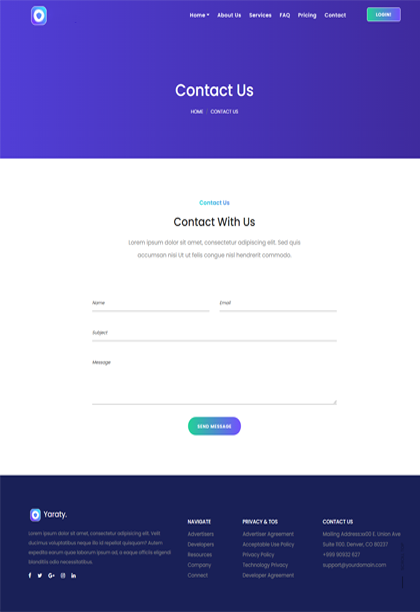 Home About Us Services FAQ Pricing Contact LOGIN!
Contact Us
HOME CONTACT US
Contact Us
Contact With Us
Lorem ipsum dolor sit amet, consectetur adipiscing elit. Sed quis
accumsan nisi Ut ut felis congue nisl hendrerit commodo.
Name Email
Subject
Message
SEND MESSAGE
Yaraty.
Lorem ipsum dolor sit amet, consectetur adipisicing elit. Velit
ducimus voluptatibus neque illo id repellat quisquam? Autem
expedita earum quae laborum ipsum ad, a eaque officiis eligendi
blanditiis odio necessitatibus.
NAVIGATE
Advertisers
Developers
Resources
Company
Connect
PRIVACY & TOS
Advertiser Agreement
Acceptable Use Policy
Privacy Policy
Technology Privacy
Developer Agreement
CONTACT US
Mailing Address:xx00 E. Union Ave
Suite 1100. Denver, CO 80237
+999 90932 627
support@yourdomain.com